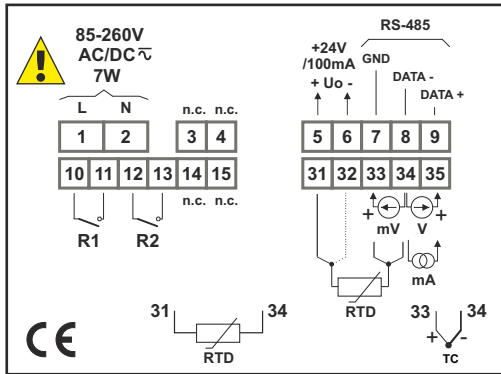 85-260V
AC/DC
7W
L N
n.c. n.c.
1 2 3 4
10 11 12 13 14 15
n.c. n.c.
R1 R2
RS-485
+24V
/100mA
+ Uo -
GND
DATA -
DATA +
5 6 7 8 9
31 32 33 34 35
+ mV V +
mA
RTD
31 34
RTD
33 34
+ -
TC
CE